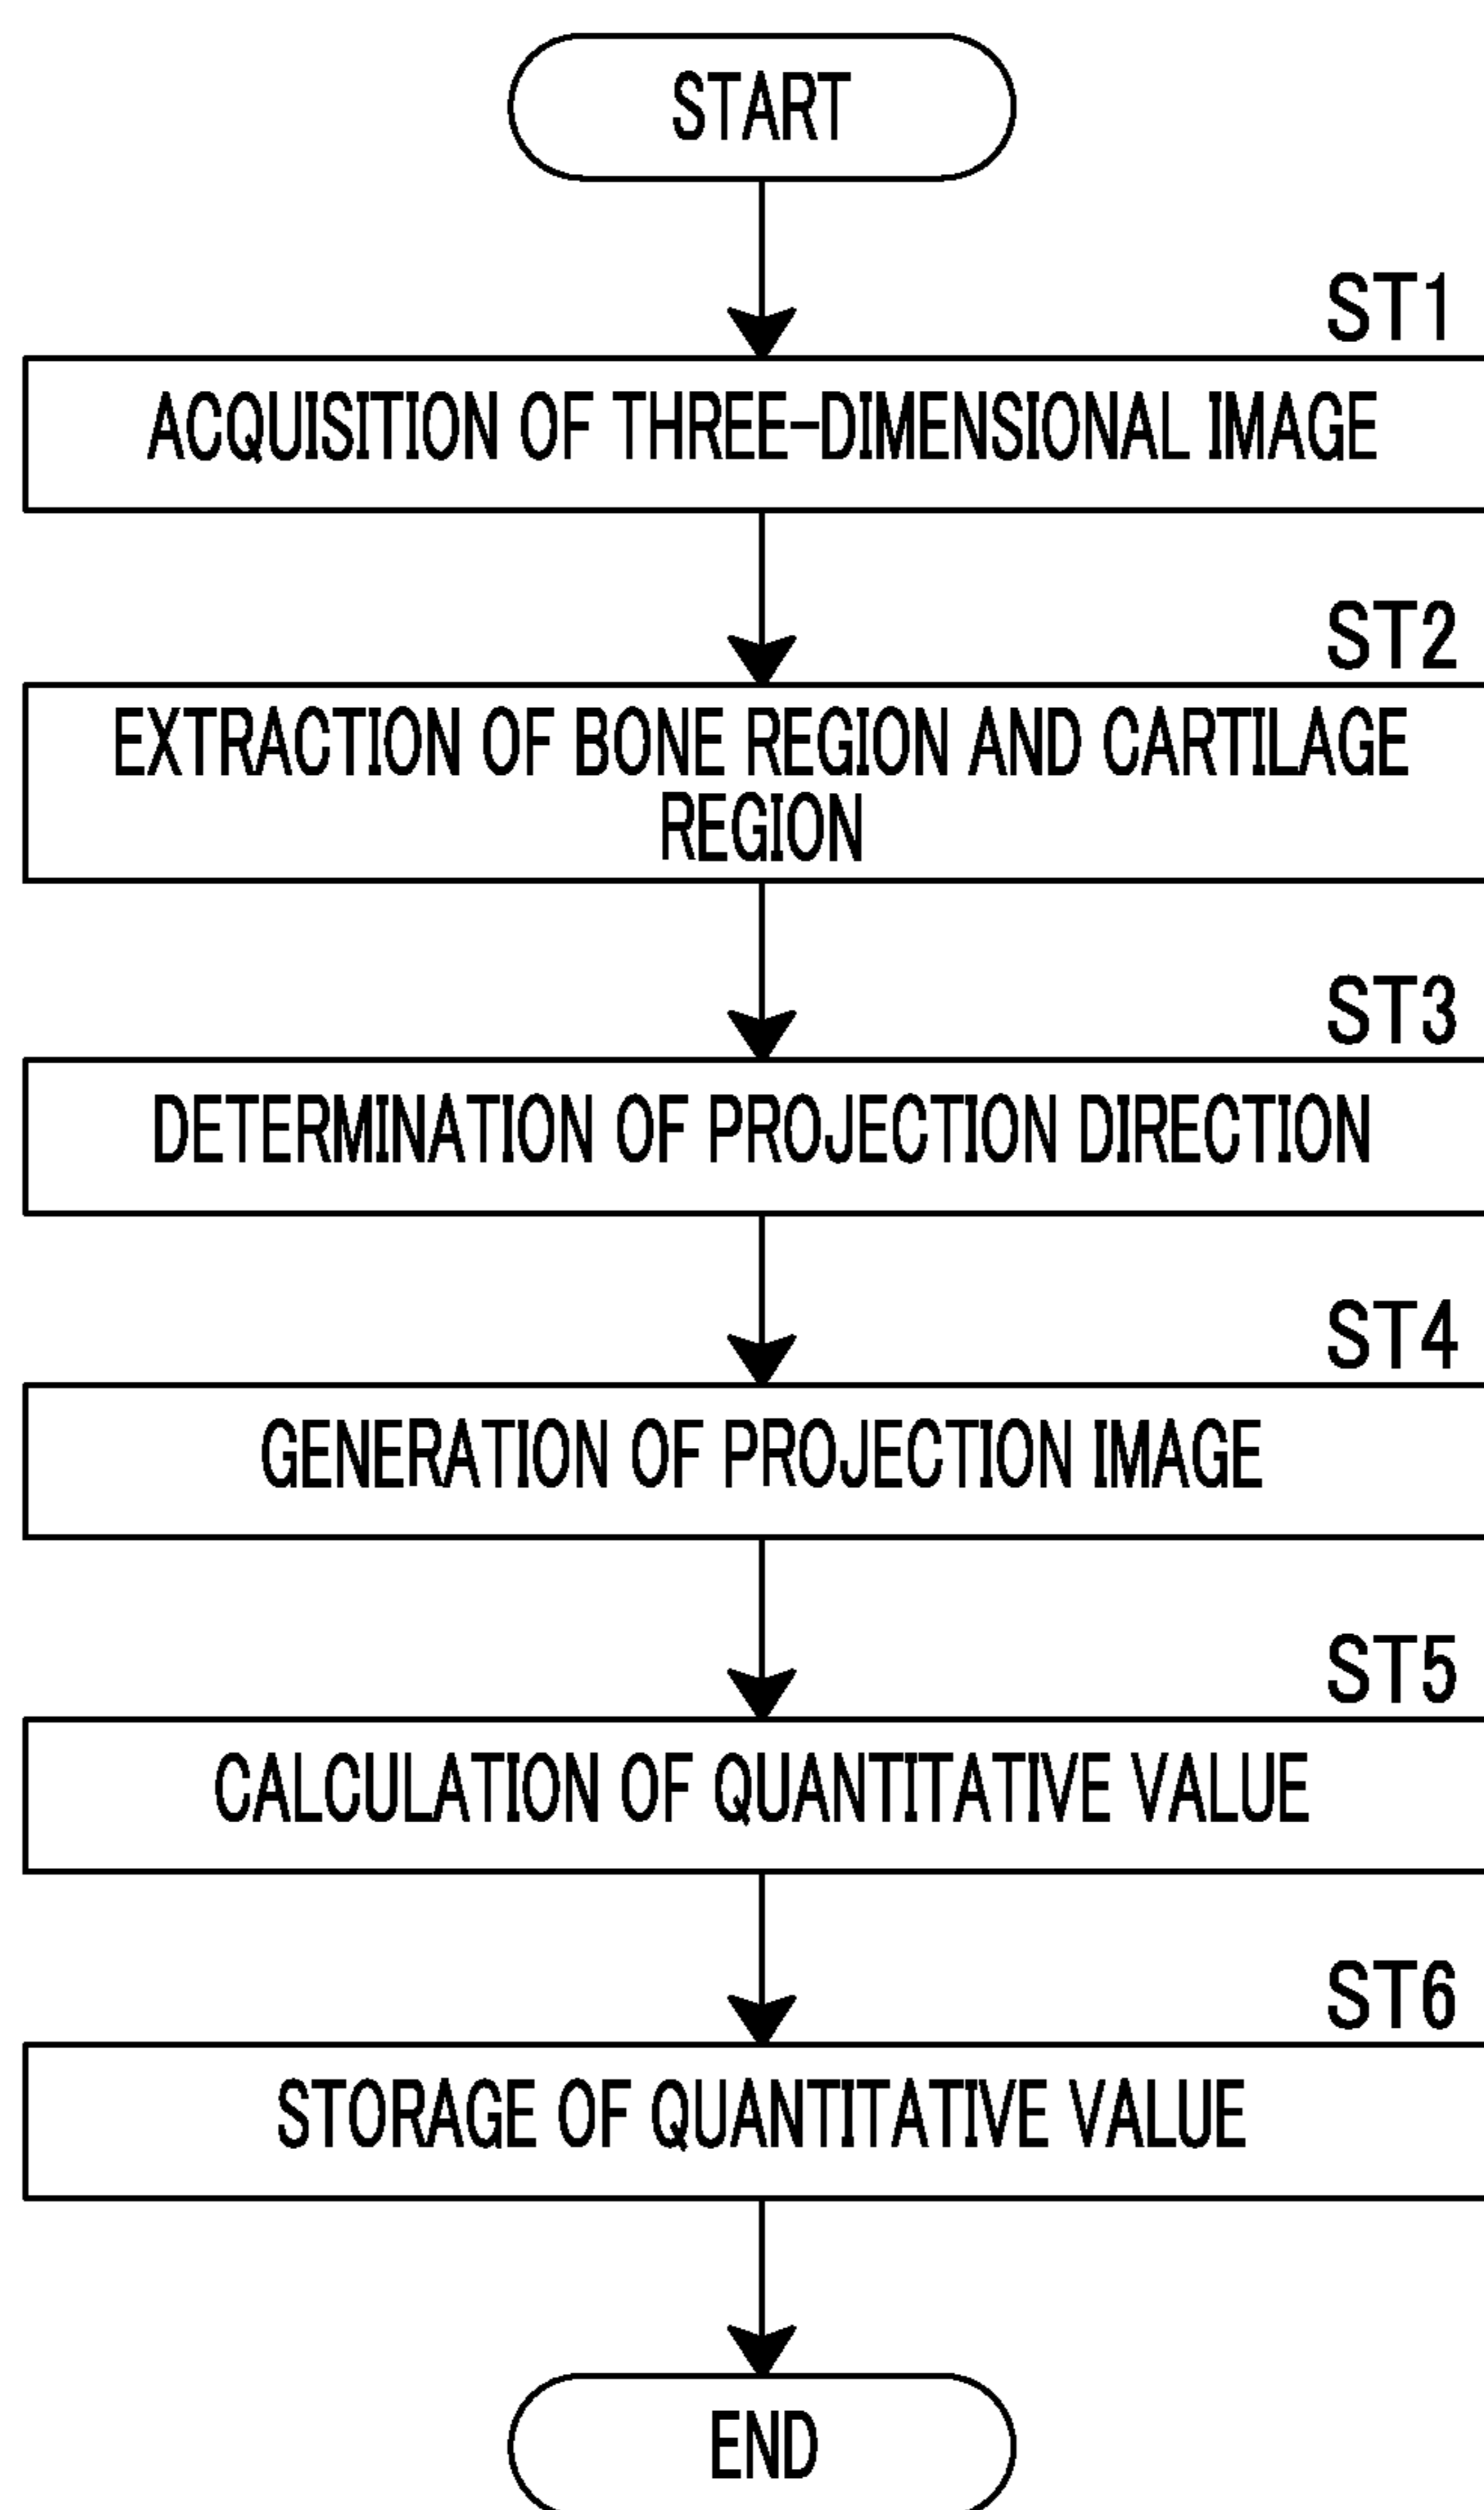 START
ST1
ACQUISITION OF THREE-DIMENSIONAL IMAGE
ST2
EXTRACTION OF BONE REGION AND CARTILAGE
REGION
ST3
DETERMINATION OF PROJECTION DIRECTION
ST4
GENERATION OF PROJECTION IMAGE
ST5
CALCULATION OF QUANTITATIVE VALUE
ST6
STORAGE OF QUANTITATIVE VALUE
END